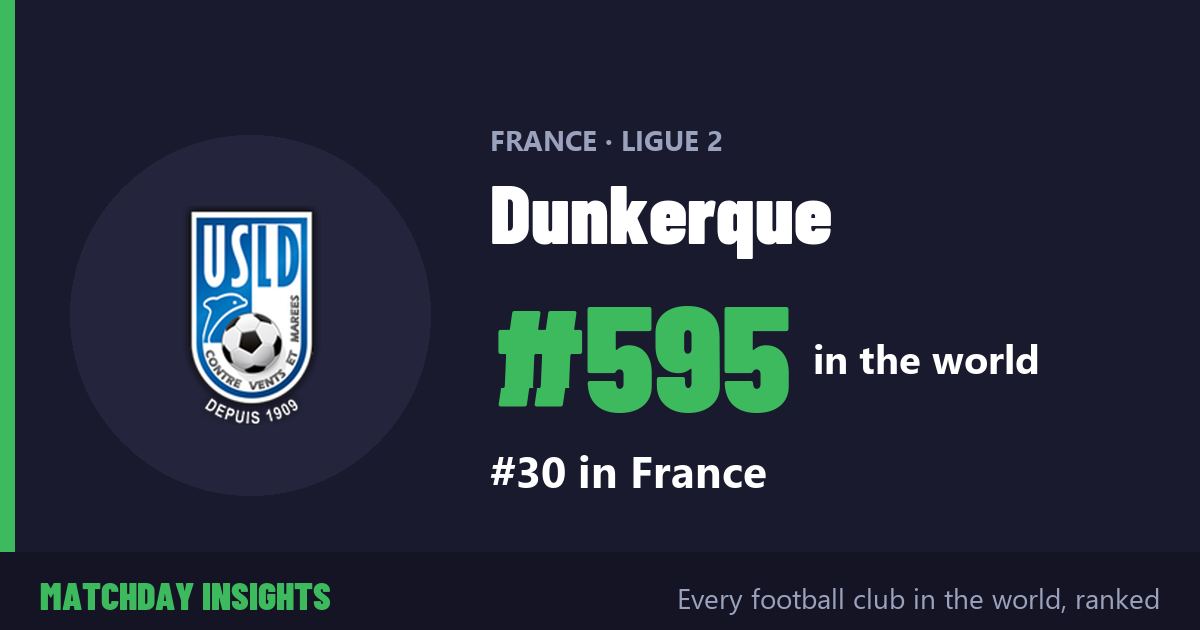 FRANCE · LIGUE 2
Dunkerque
#595 in the world
#30 in France
USLD
CONTRE VENTS ET MAREES
DEPUIS 1909
MATCHDAY INSIGHTS
Every football club in the world, ranked